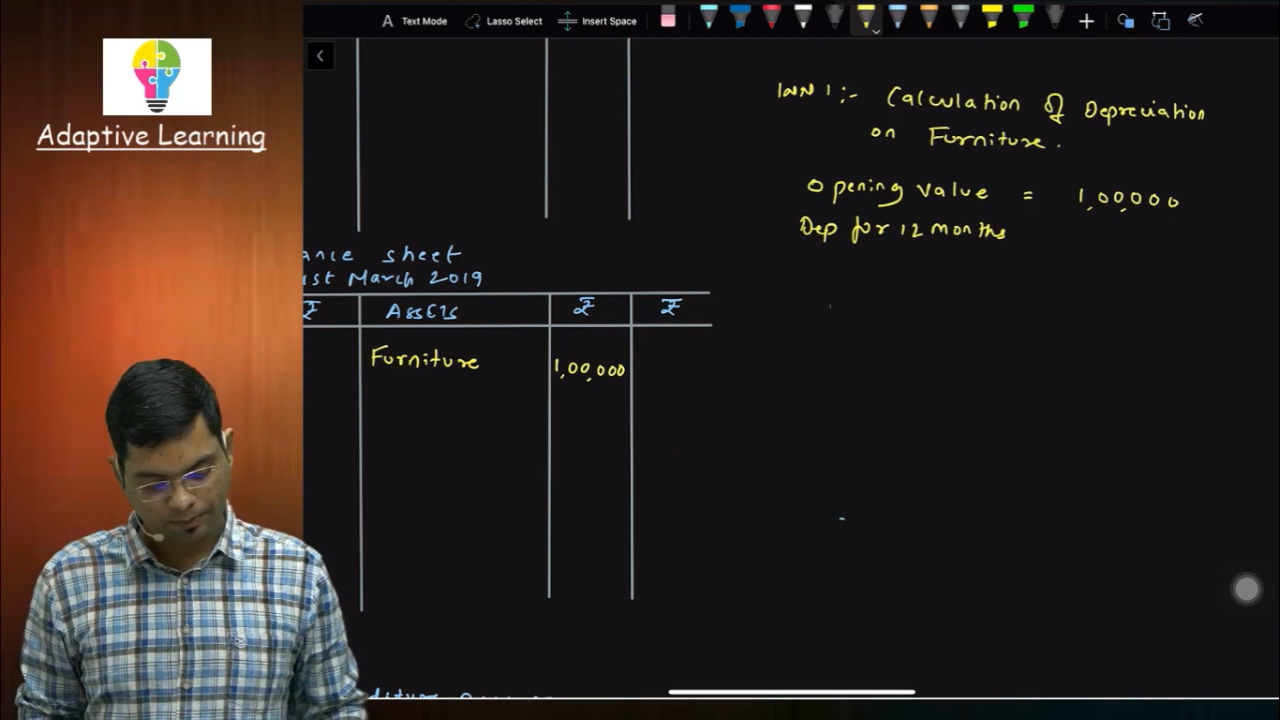 Text Mode
Lasso Select
Insert Space
Adaptive Learning
WN 1 :- Calculation of Depreciation
on Furniture.
Opening value = 1,00,000
Dep for 12 months
ance sheet
1st March 2019
₹ Assets ₹ ₹
Furniture 1,00,000